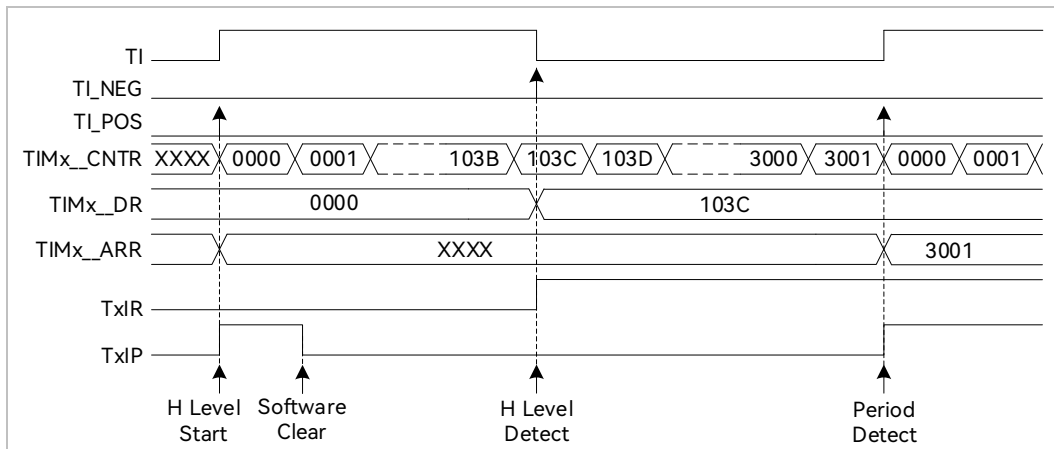 TI
TI_NEG
TI_POS
TIMx__CNTR XXXX 0000 0001 103B 103C 103D 3000 3001 0000 0001
TIMx__DR 0000 103C
TIMx__ARR XXXX 3001
TxIR
TxIP
H Level Start
Software Clear
H Level Detect
Period Detect